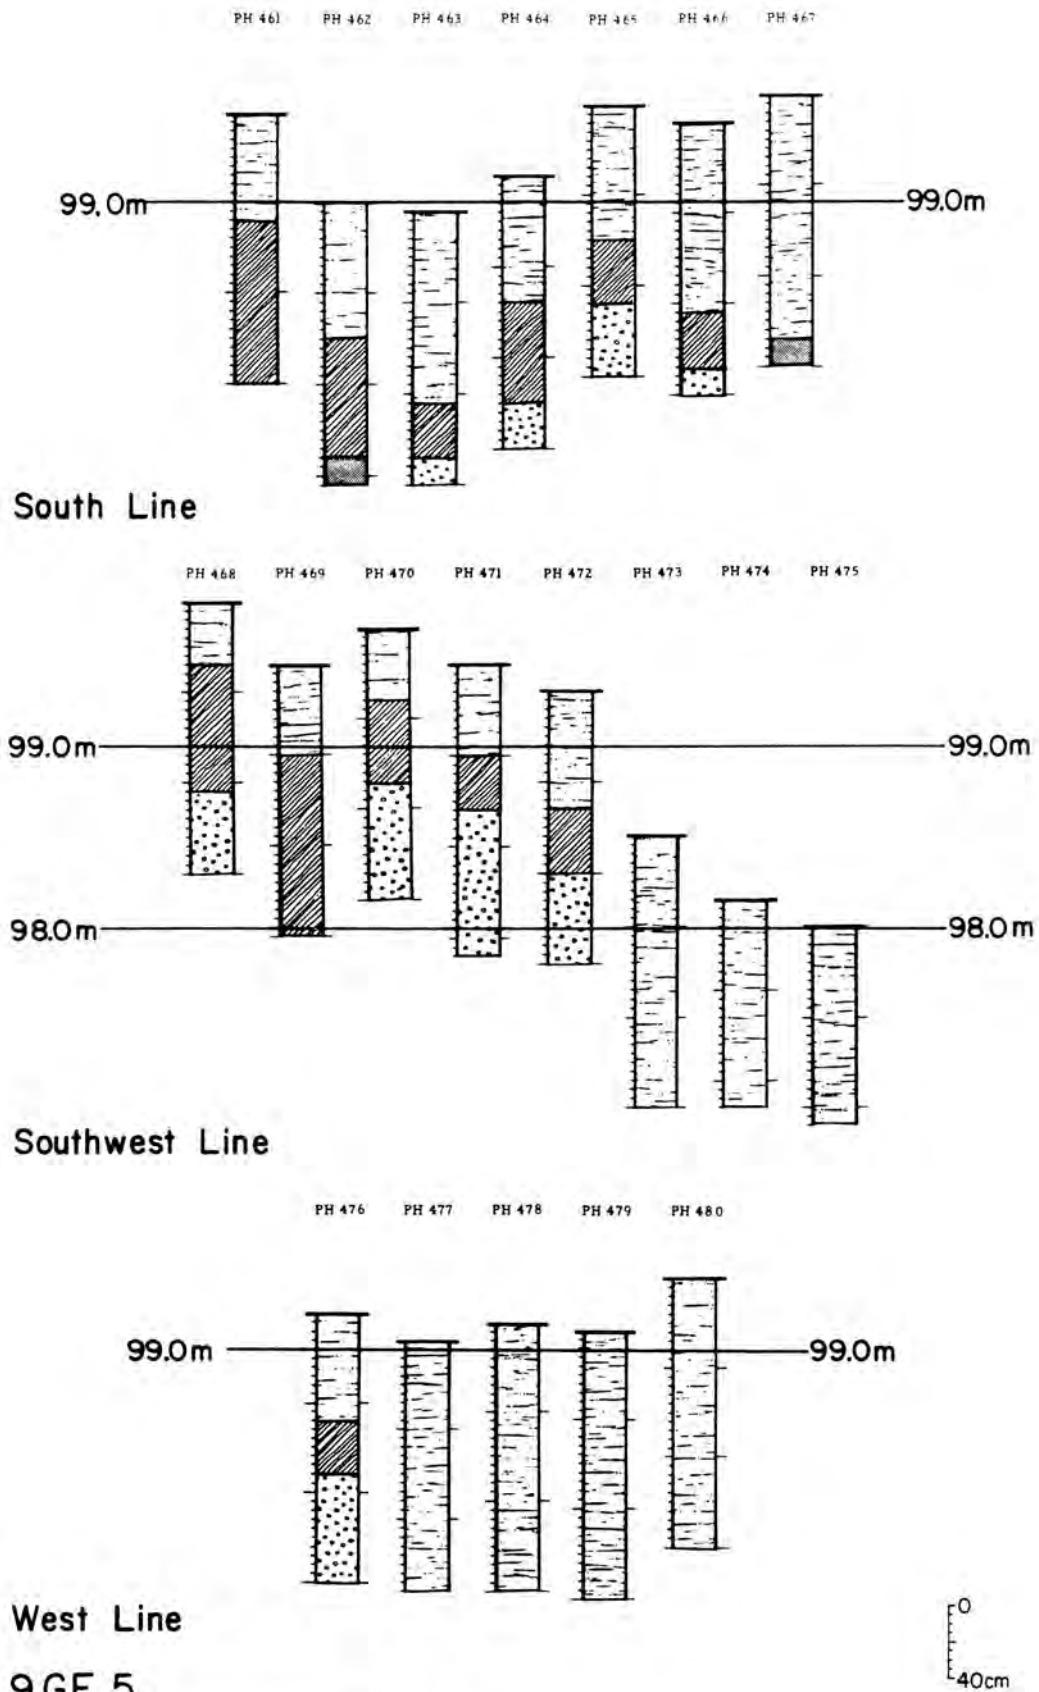 PH 461 PH 462 PH 463 PH 464 PH 465 PH 466 PH 467
99.0m 99.0m
South Line
PH 468 PH 469 PH 470 PH 471 PH 472 PH 473 PH 474 PH 475
99.0m 99.0m
98.0m 98.0m
Southwest Line
PH 476 PH 477 PH 478 PH 479 PH 480
99.0m 99.0m
West Line
0
40cm
9GE 5